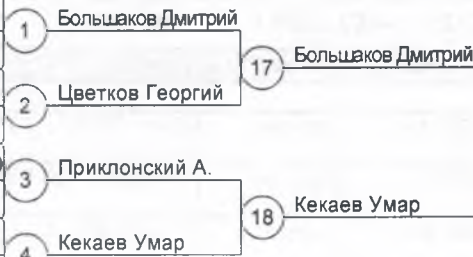 1 Большаков Дмитрий
17 Большаков Дмитрий
2 Цветков Георгий
3 Приклонский А.
18 Кекаев Умар
4 Кекаев Умар